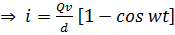 ⇒ i = Qv/d [1 − cos wt]